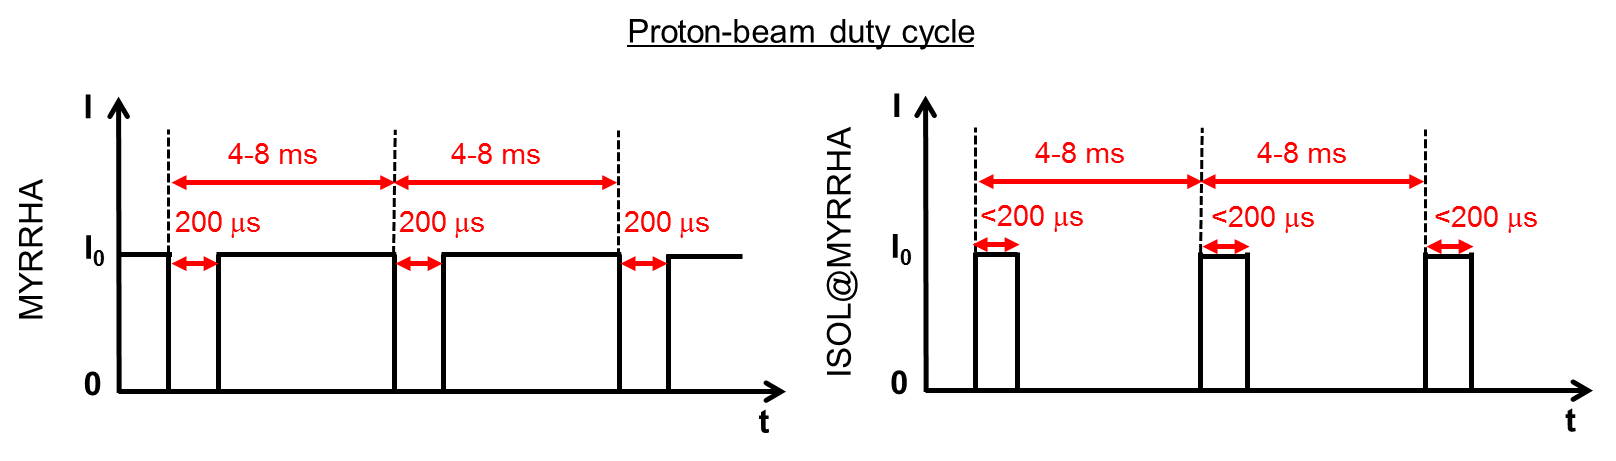 Proton-beam duty cycle
MYRRHA
I
4-8 ms
4-8 ms
200 μs
200 μs
200 μs
I0
0
t
ISOL@MYRRHA
I
4-8 ms
4-8 ms
<200 μs
<200 μs
<200 μs
I0
0
t